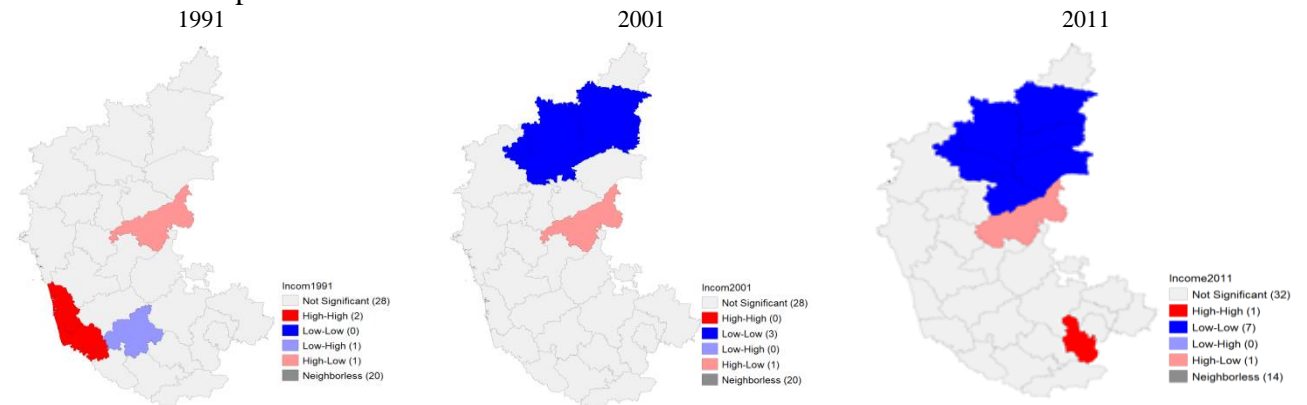 1991
2001
2011
Incom1991
Not Significant (28)
High-High (2)
Low-Low (0)
Low-High (1)
High-Low (1)
Neighborless (20)
Incom2001
Not Significant (28)
High-High (0)
Low-Low (3)
Low-High (0)
High-Low (1)
Neighborless (20)
Income2011
Not Significant (32)
High-High (1)
Low-Low (7)
Low-High (0)
High-Low (1)
Neighborless (14)